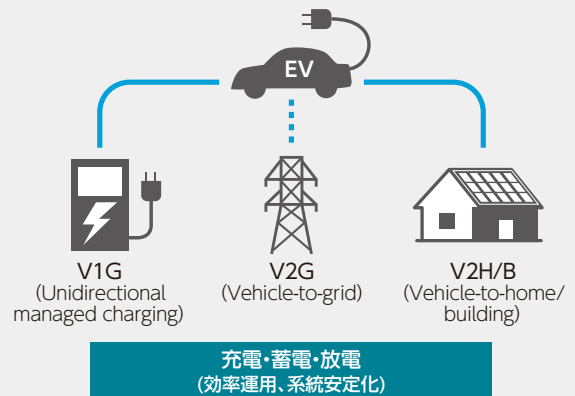 EV
V1G
(Unidirectional
managed charging)
V2G
(Vehicle-to-grid)
V2H/B
(Vehicle-to-home/
building)
充電・蓄電・放電
(効率運用、系統安定化)